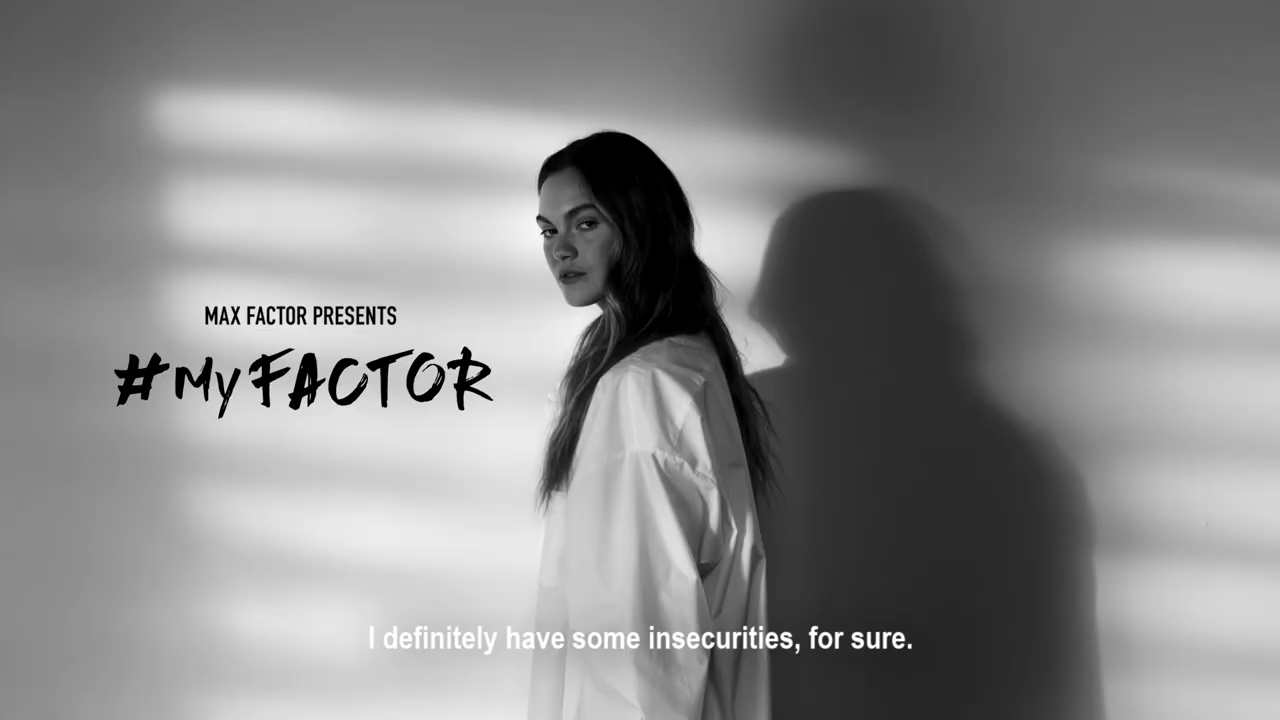 MAX FACTOR PRESENTS
#MyFACTOR
I definitely have some insecurities, for sure.